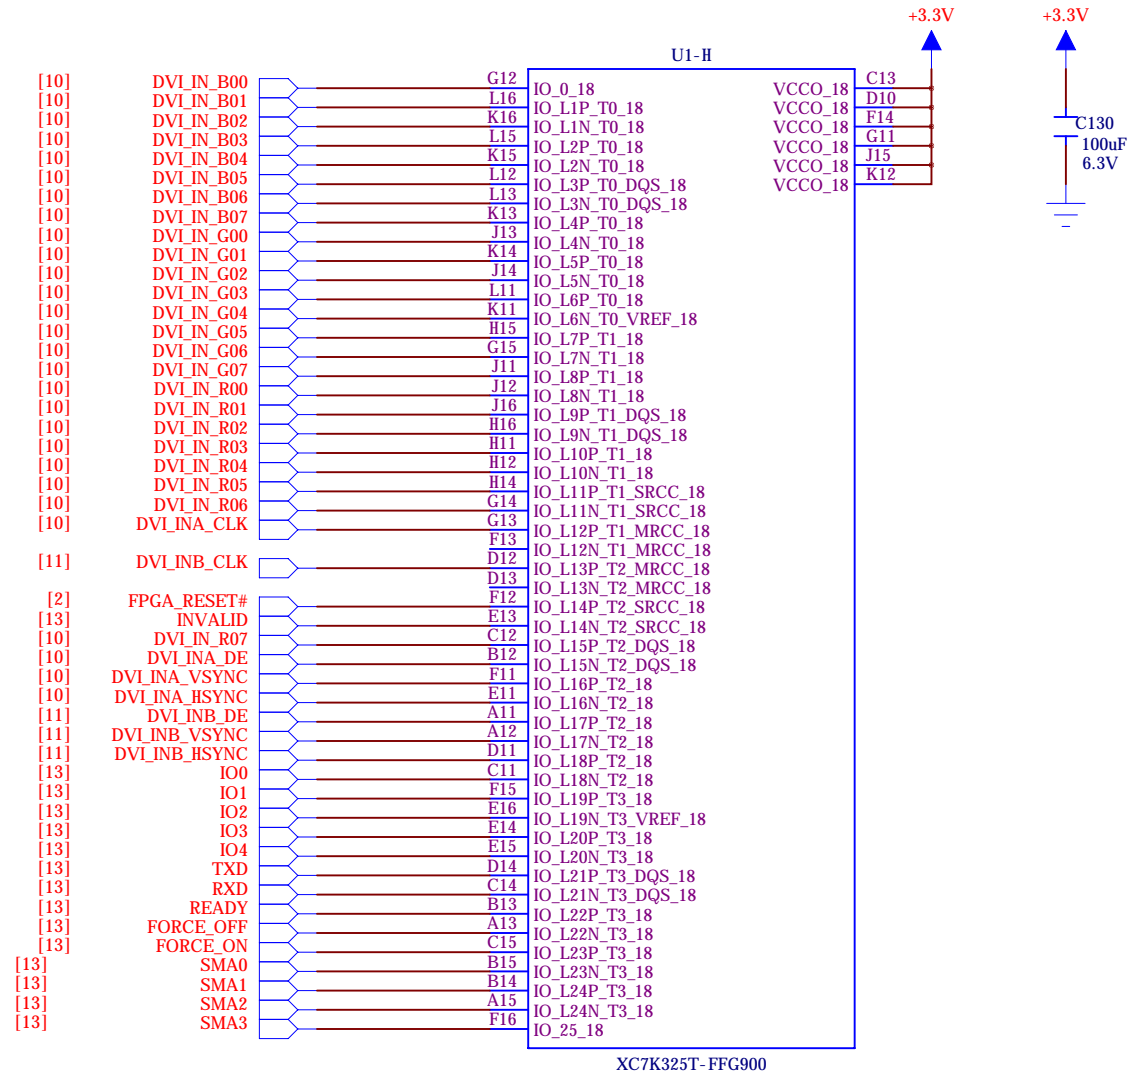 +3.3V +3.3V
U1-H
[10] DVI_IN_B00 G12 IO_0_18 VCCO_18 C13
[10] DVI_IN_B01 L16 IO_L1P_T0_18 VCCO_18 D10
[10] DVI_IN_B02 K16 IO_L1N_T0_18 VCCO_18 F14
[10] DVI_IN_B03 L15 IO_L2P_T0_18 VCCO_18 G11
[10] DVI_IN_B04 K15 IO_L2N_T0_18 VCCO_18 J15
[10] DVI_IN_B05 L12 IO_L3P_T0_DQS_18 VCCO_18 K12
[10] DVI_IN_B06 L13 IO_L3N_T0_DQS_18
[10] DVI_IN_B07 K13 IO_L4P_T0_18
[10] DVI_IN_G00 J13 IO_L4N_T0_18
[10] DVI_IN_G01 K14 IO_L5P_T0_18
[10] DVI_IN_G02 J14 IO_L5N_T0_18
[10] DVI_IN_G03 L11 IO_L6P_T0_18
[10] DVI_IN_G04 K11 IO_L6N_T0_VREF_18
[10] DVI_IN_G05 H15 IO_L7P_T1_18
[10] DVI_IN_G06 G15 IO_L7N_T1_18
[10] DVI_IN_G07 J11 IO_L8P_T1_18
[10] DVI_IN_R00 J12 IO_L8N_T1_18
[10] DVI_IN_R01 J16 IO_L9P_T1_DQS_18
[10] DVI_IN_R02 H16 IO_L9N_T1_DQS_18
[10] DVI_IN_R03 H11 IO_L10P_T1_18
[10] DVI_IN_R04 H12 IO_L10N_T1_18
[10] DVI_IN_R05 H14 IO_L11P_T1_SRCC_18
[10] DVI_IN_R06 G14 IO_L11N_T1_SRCC_18
[10] DVI_INA_CLK G13 IO_L12P_T1_MRCC_18
F13 IO_L12N_T1_MRCC_18
[11] DVI_INB_CLK D12 IO_L13P_T2_MRCC_18
D13 IO_L13N_T2_MRCC_18
[2] FPGA_RESET# F12 IO_L14P_T2_SRCC_18
[13] INVALID E13 IO_L14N_T2_SRCC_18
[10] DVI_IN_R07 C12 IO_L15P_T2_DQS_18
[10] DVI_INA_DE B12 IO_L15N_T2_DQS_18
[10] DVI_INA_VSYNC F11 IO_L16P_T2_18
[10] DVI_INA_HSYNC E11 IO_L16N_T2_18
[11] DVI_INB_DE A11 IO_L17P_T2_18
[11] DVI_INB_VSYNC A12 IO_L17N_T2_18
[11] DVI_INB_HSYNC D11 IO_L18P_T2_18
[13] IO0 C11 IO_L18N_T2_18
[13] IO1 F15 IO_L19P_T3_18
[13] IO2 E16 IO_L19N_T3_VREF_18
[13] IO3 E14 IO_L20P_T3_18
[13] IO4 E15 IO_L20N_T3_18
[13] TXD D14 IO_L21P_T3_DQS_18
[13] RXD C14 IO_L21N_T3_DQS_18
[13] READY B13 IO_L22P_T3_18
[13] FORCE_OFF A13 IO_L22N_T3_18
[13] FORCE_ON C15 IO_L23P_T3_18
[13] SMA0 B15 IO_L23N_T3_18
[13] SMA1 B14 IO_L24P_T3_18
[13] SMA2 A15 IO_L24N_T3_18
[13] SMA3 F16 IO_25_18
C130
100uF
6.3V
XC7K325T-FFG900